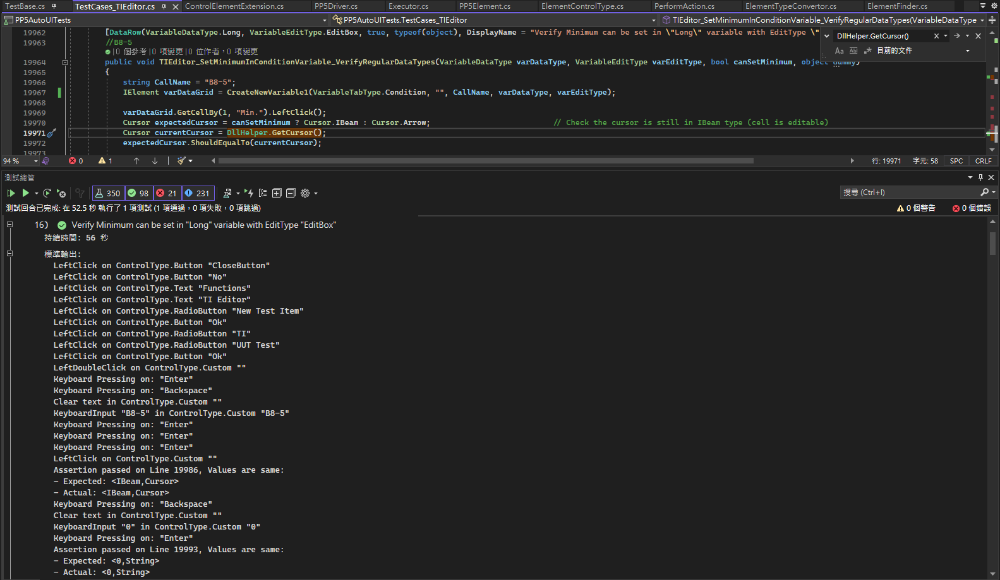 TestBase.cs TestCases_TIEditor.cs ControlElementExtension.cs PP5Driver.cs Executor.cs PP5Element.cs ElementControlType.cs PerformAction.cs ElementTypeConvertor.cs ElementFinder.cs
PP5AutoUITests PP5AutoUITests.TestCases_TIEditor TIEditor_SetMinimumInConditionVariable_VerifyRegularDataTypes(VariableDataType
19962 [DataRow(VariableDataType.Long, VariableEditType.EditBox, true, typeof(object), DisplayName = "Verify Minimum can be set in \"Long\" variable with EditType \"
DllHelper.GetCursor()
19963 //B8-5
Aa Ab .* 目前的文件
|0 個參考|0 項變更|0 位作者，0 項變更
19964 public void TIEditor_SetMinimumInConditionVariable_VerifyRegularDataTypes(VariableDataType varDataType, VariableEditType varEditType, bool canSetMinimum, object dummy)
19965 {
19966 string CallName = "B8-5";
19967 IElement varDataGrid = CreateNewVariable1(VariableTabType.Condition, "", CallName, varDataType, varEditType);
19968
19969 varDataGrid.GetCellBy(1, "Min.").LeftClick();
19970 Cursor expectedCursor = canSetMinimum ? Cursor.IBeam : Cursor.Arrow; // Check the cursor is still in IBeam type (cell is editable)
19971 Cursor currentCursor = DllHelper.GetCursor();
19972 expectedCursor.ShouldEqualTo(currentCursor);
19973
94 % 0 1 行: 19971 字元: 58 SPC CRLF
測試總管
350 98 21 231 搜尋 (Ctrl+I)
測試回合已完成: 在 52.5 秒 執行了 1 項測試 (1 項通過，0 項失敗，0 項跳過) 0 個警告 0 個錯誤
16) Verify Minimum can be set in "Long" variable with EditType "EditBox"
持續時間: 56 秒
標準輸出:
LeftClick on ControlType.Button "CloseButton"
LeftClick on ControlType.Button "No"
LeftClick on ControlType.Text "Functions"
LeftClick on ControlType.Text "TI Editor"
LeftClick on ControlType.RadioButton "New Test Item"
LeftClick on ControlType.Button "Ok"
LeftClick on ControlType.RadioButton "TI"
LeftClick on ControlType.RadioButton "UUT Test"
LeftClick on ControlType.Button "Ok"
LeftDoubleClick on ControlType.Custom ""
Keyboard Pressing on: "Enter"
Keyboard Pressing on: "Backspace"
Clear text in ControlType.Custom ""
KeyboardInput "B8-5" in ControlType.Custom "B8-5"
Keyboard Pressing on: "Enter"
Keyboard Pressing on: "Enter"
Keyboard Pressing on: "Enter"
LeftClick on ControlType.Custom ""
Assertion passed on Line 19986, Values are same:
- Expected: <IBeam,Cursor>
- Actual: <IBeam,Cursor>
Keyboard Pressing on: "Backspace"
Clear text in ControlType.Custom ""
KeyboardInput "0" in ControlType.Custom "0"
Keyboard Pressing on: "Enter"
Assertion passed on Line 19993, Values are same:
- Expected: <0,String>
- Actual: <0,String>